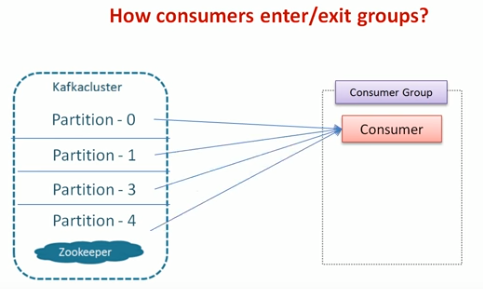 How consumers enter/exit groups?
Kafkacluster
Partition - 0
Partition - 1
Partition - 3
Partition - 4
Zookeeper
Consumer Group
Consumer